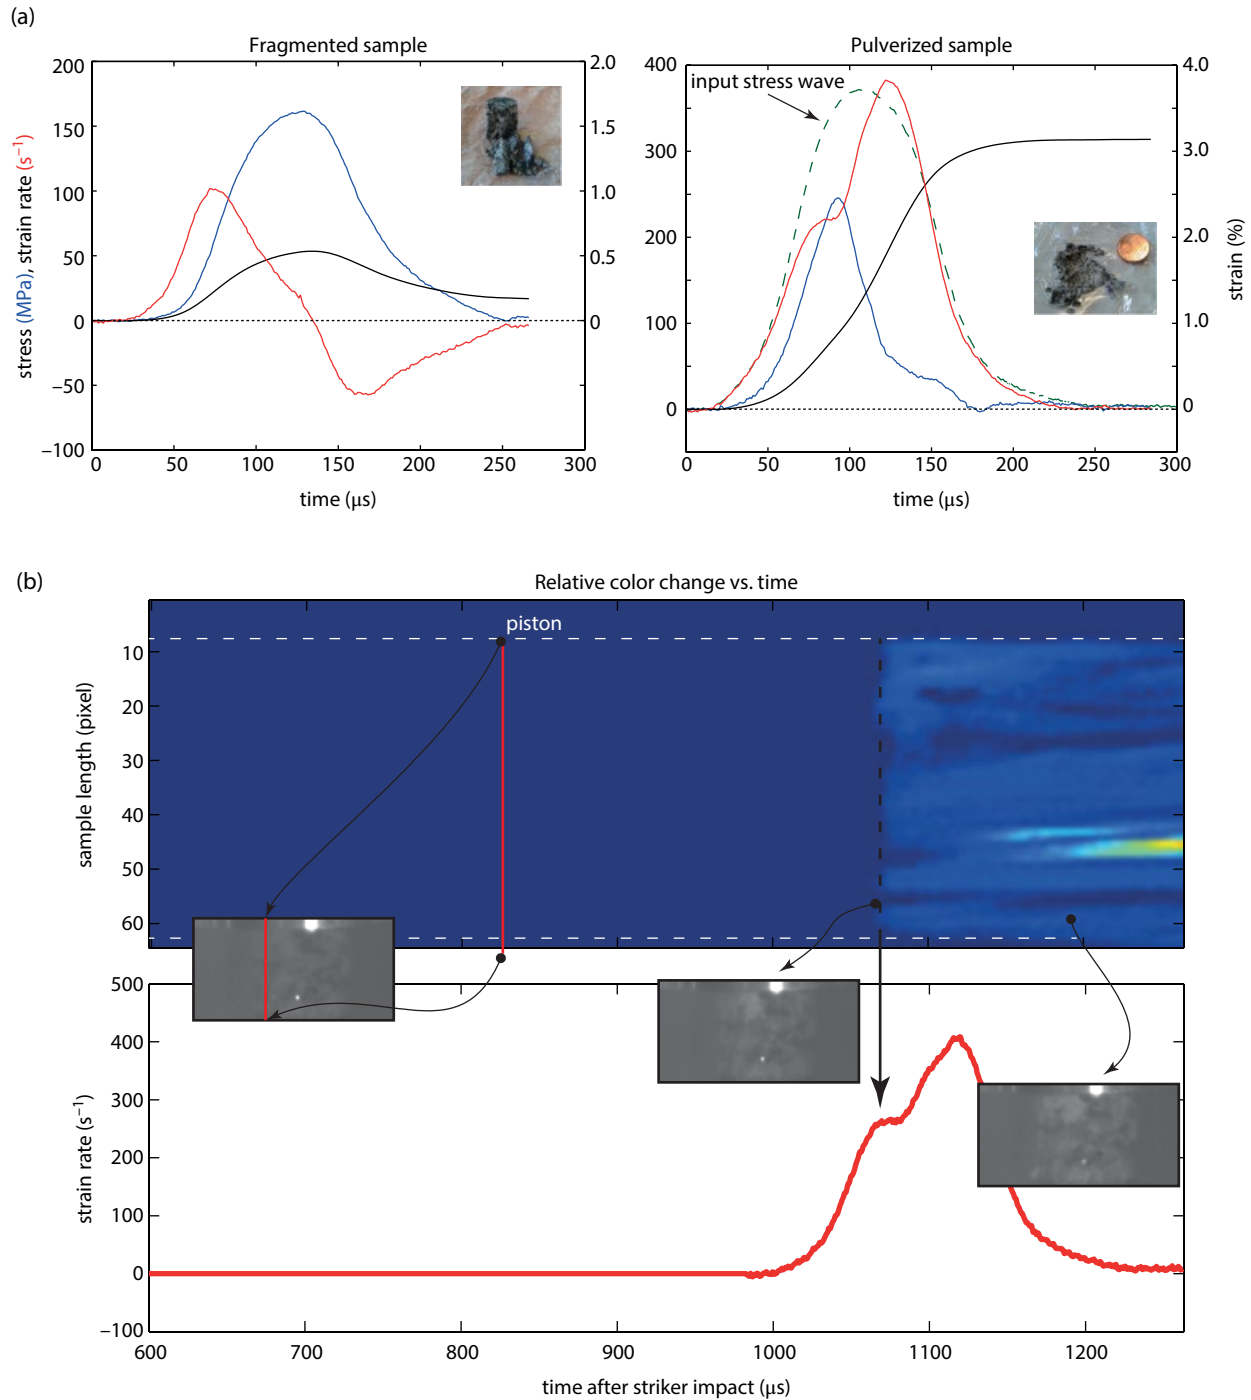 (a)
Fragmented sample
200
150
100
50
0
−50
−100
2.0
1.5
1.0
0.5
0
stress (MPa), strain rate (s⁻¹)
0 50 100 150 200 250 300
time (μs)
Pulverized sample
input stress wave
400
300
200
100
0
4.0
3.0
2.0
1.0
0
strain (%)
0 50 100 150 200 250 300
time (μs)
(b)
Relative color change vs. time
piston
10
20
30
40
50
60
sample length (pixel)
500
400
300
200
100
0
−100
strain rate (s⁻¹)
600 700 800 900 1000 1100 1200
time after striker impact (μs)